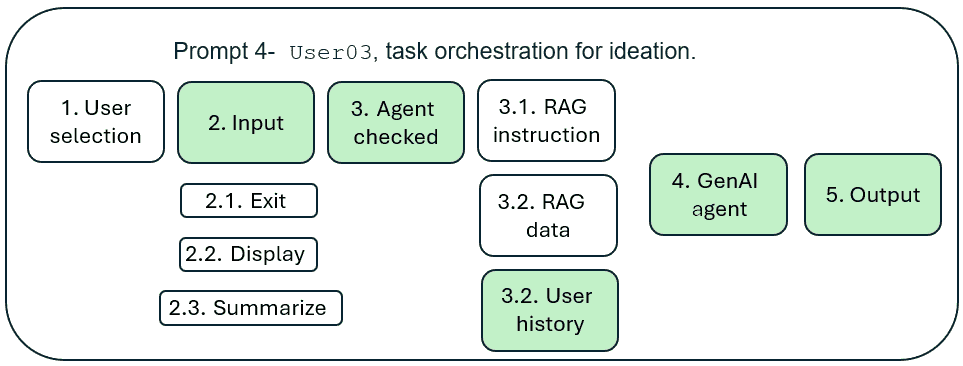 Prompt 4- User03, task orchestration for ideation.
1. User
selection
2. Input
3. Agent
checked
3.1. RAG
instruction
2.1. Exit
2.2. Display
2.3. Summarize
3.2. RAG
data
3.2. User
history
4. GenAI
agent
5. Output